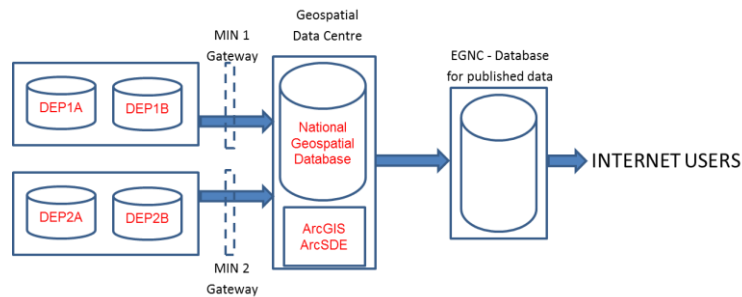 Geospatial
Data Centre
MIN 1
Gateway
EGNC - Database
for published data
DEP1A
DEP1B
National
Geospatial
Database
INTERNET USERS
DEP2A
DEP2B
ArcGIS
ArcSDE
MIN 2
Gateway